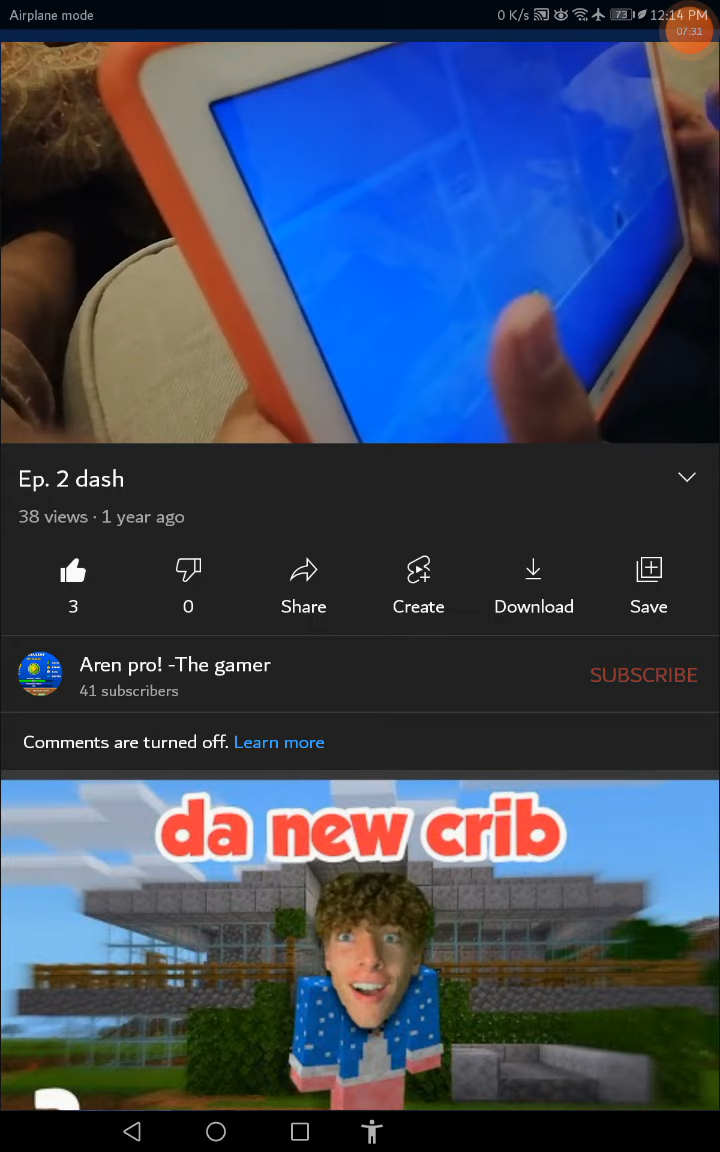 Airplane mode
0 K/s 73 12:14 PM
07:31
Ep. 2 dash
38 views · 1 year ago
3
0
Share
Create
Download
Save
Aren pro! -The gamer
41 subscribers
SUBSCRIBE
Comments are turned off. Learn more
da new crib